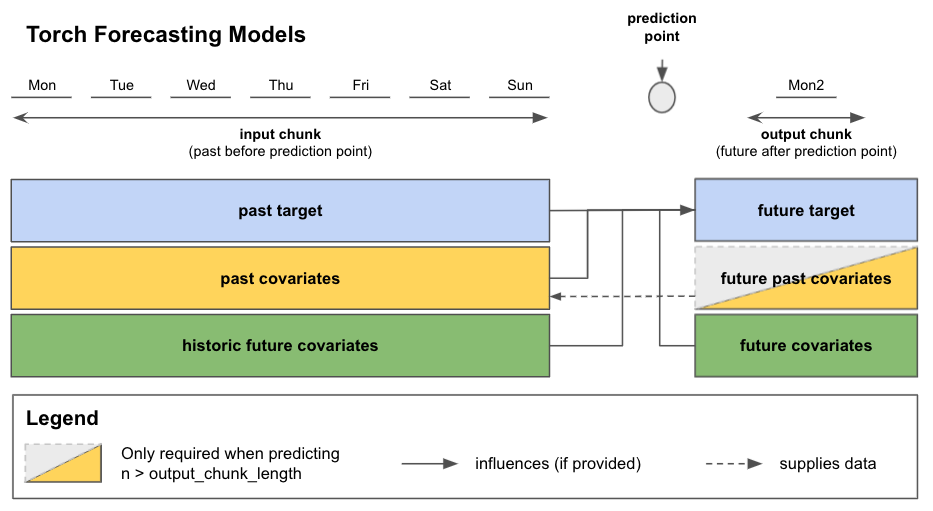 Torch Forecasting Models
prediction
point
Mon Tue Wed Thu Fri Sat Sun Mon2
input chunk
(past before prediction point)
output chunk
(future after prediction point)
past target
future target
past covariates
future past covariates
historic future covariates
future covariates
Legend
Only required when predicting
n > output_chunk_length
influences (if provided)
supplies data